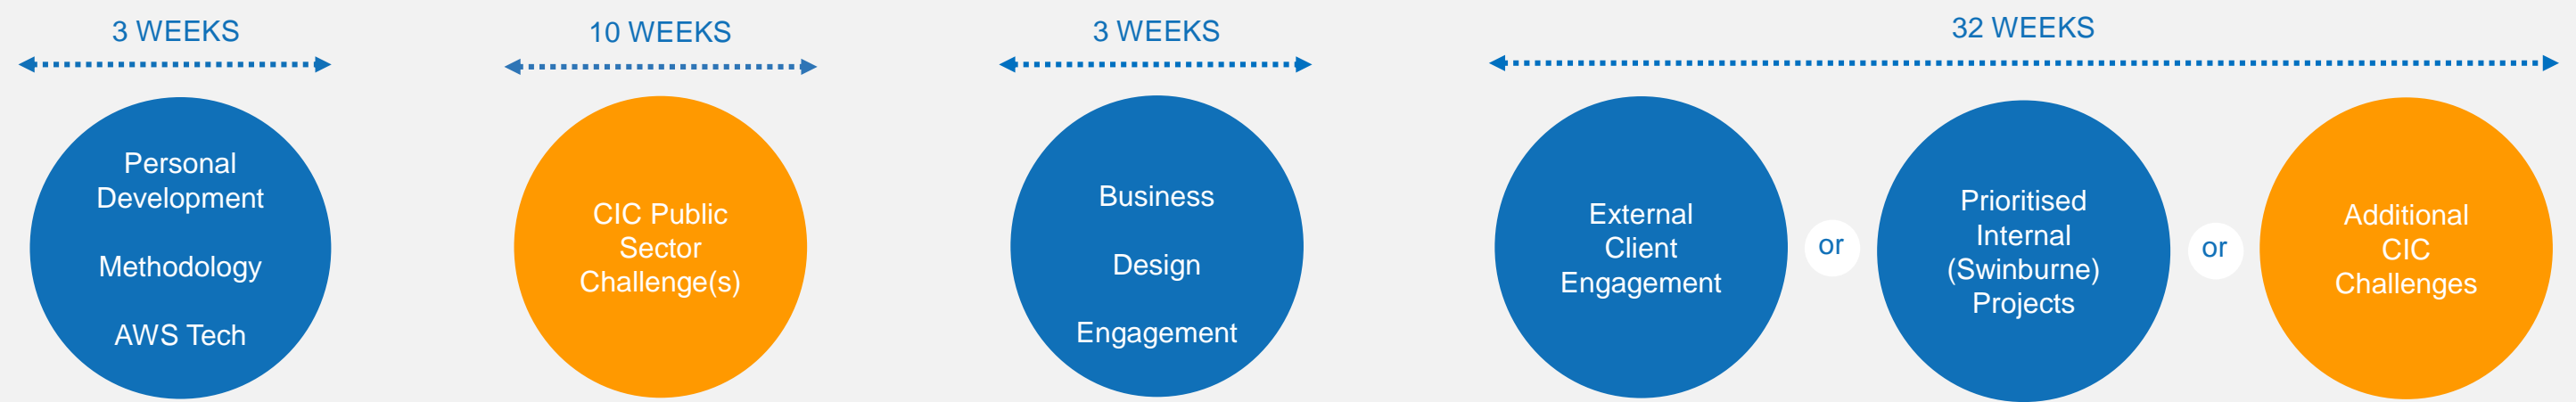 3 WEEKS
Personal
Development
Methodology
AWS Tech
10 WEEKS
CIC Public
Sector
Challenge(s)
3 WEEKS
Business
Design
Engagement
32 WEEKS
External
Client
Engagement
or
Prioritised
Internal
(Swinburne)
Projects
or
Additional
CIC
Challenges